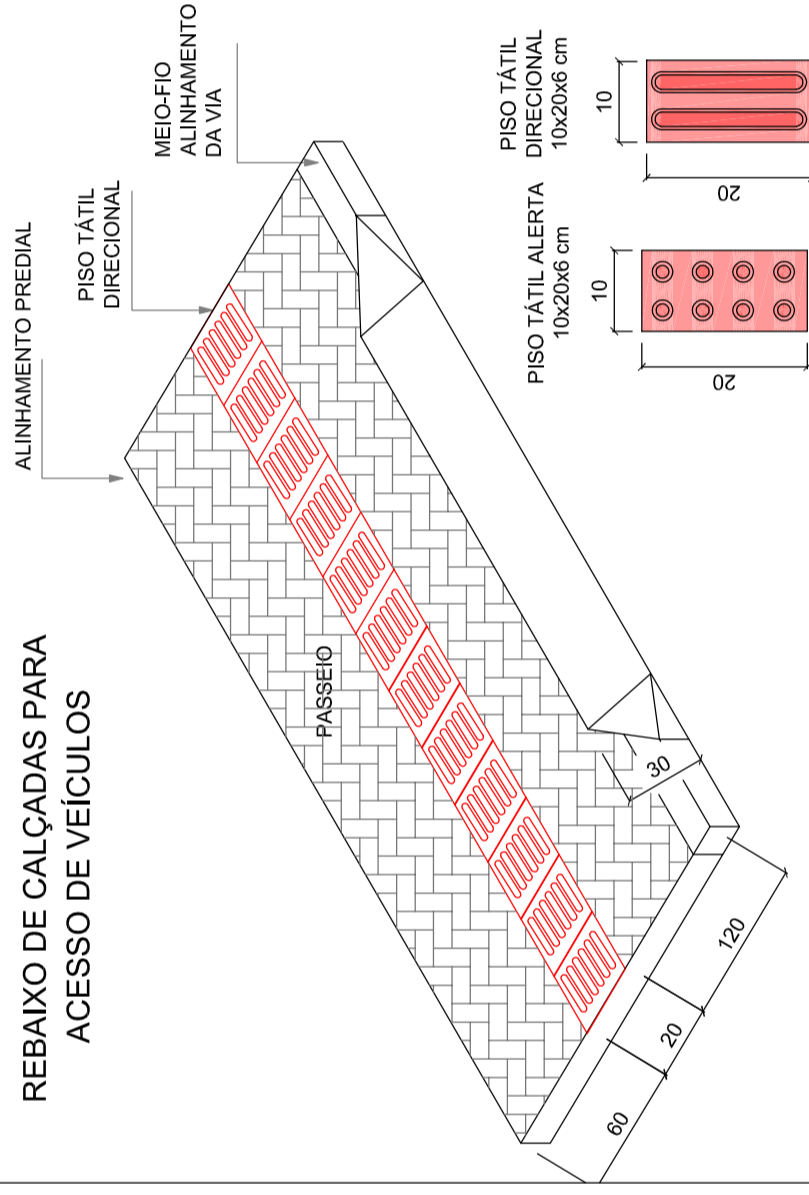 REBAIXO DE CALÇADAS PARA
ACESSO DE VEÍCULOS
ALINHAMENTO PREDIAL
PISO TÁTIL
DIRECIONAL
MEIO-FIO
ALINHAMENTO
DA VIA
PASSEIO
30
60
20
120
PISO TÁTIL ALERTA
10x20x6 cm
10
20
PISO TÁTIL
DIRECIONAL
10x20x6 cm
10
20